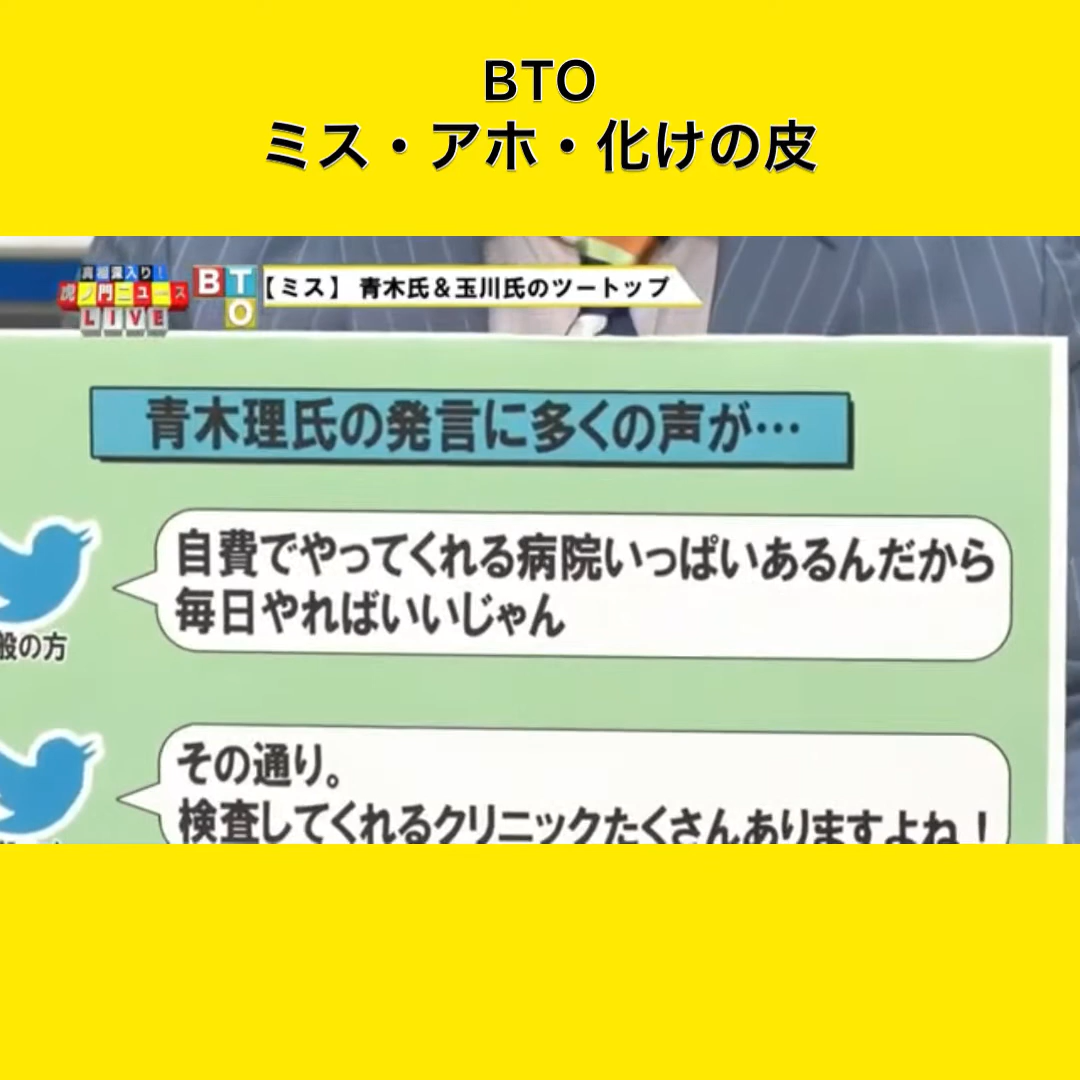 BTO
ミス・アホ・化けの皮
真相深入り!
虎ノ門ニュース
LIVE
BTO
【ミス】 青木氏＆玉川氏のツートップ
青木理氏の発言に多くの声が…
自費でやってくれる病院いっぱいあるんだから
毎日やればいいじゃん
般の方
その通り。
検査してくれるクリニックたくさんありますよね！